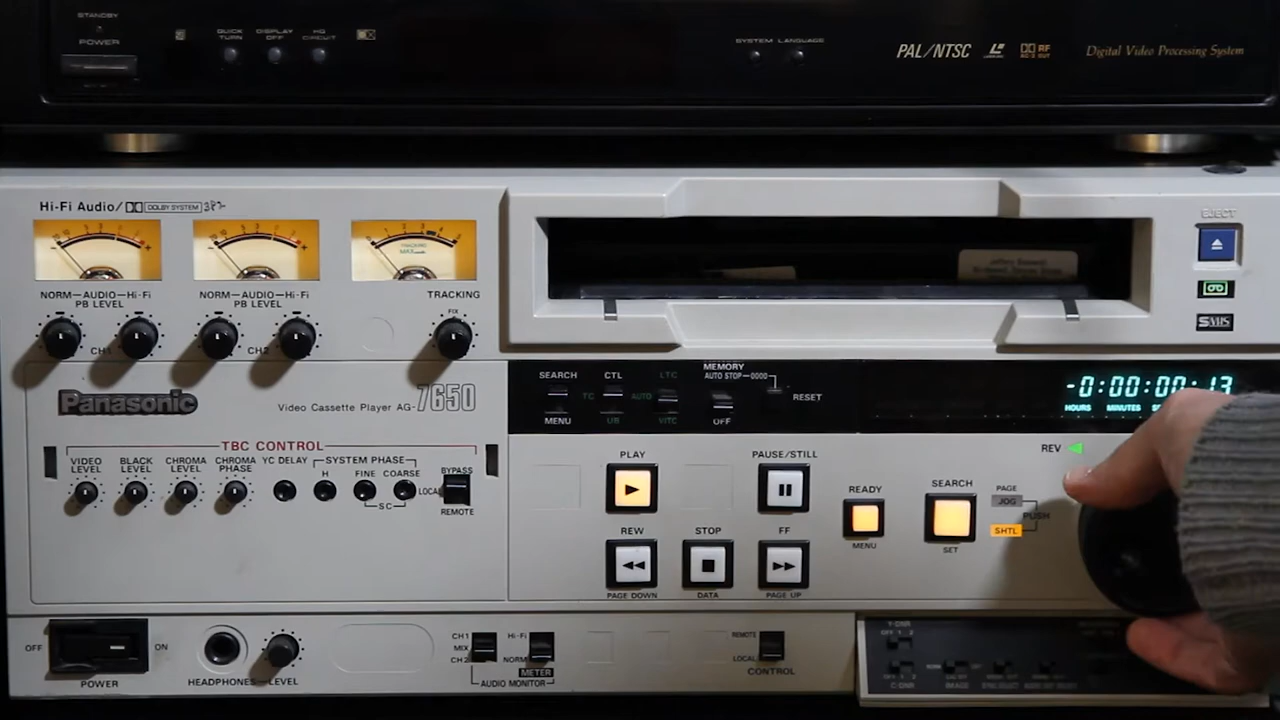 STANDBY
POWER
QUICK TURN
DISPLAY OFF
HQ CIRCUIT
SYSTEM LANGUAGE
PAL/NTSC
RF
Digital Video Processing System
Hi-Fi Audio/ DOLBY SYSTEM
NORM—AUDIO—Hi-Fi
PB LEVEL
CH1
NORM—AUDIO—Hi-Fi
PB LEVEL
CH2
TRACKING
FIX
EJECT
S VHS
Panasonic
Video Cassette Player AG-7650
TBC CONTROL
VIDEO LEVEL
BLACK LEVEL
CHROMA LEVEL
CHROMA PHASE
YC DELAY
SYSTEM PHASE
H
FINE
COARSE
SC
BYPASS
LOCAL
REMOTE
SEARCH
MENU
CTL
TC
UB
LTC
AUTO
VITC
MEMORY
AUTO STOP—0000
OFF
RESET
-0:00:00:13
HOURS
MINUTES
PLAY
PAUSE/STILL
REW
PAGE DOWN
STOP
DATA
FF
PAGE UP
READY
MENU
SEARCH
SET
PAGE
JOG
SHTL
PUSH
REV
OFF
ON
POWER
HEADPHONES—LEVEL
CH1
MIX
CH2
Hi-Fi
NORM
METER
AUDIO MONITOR
REMOTE
LOCAL
CONTROL